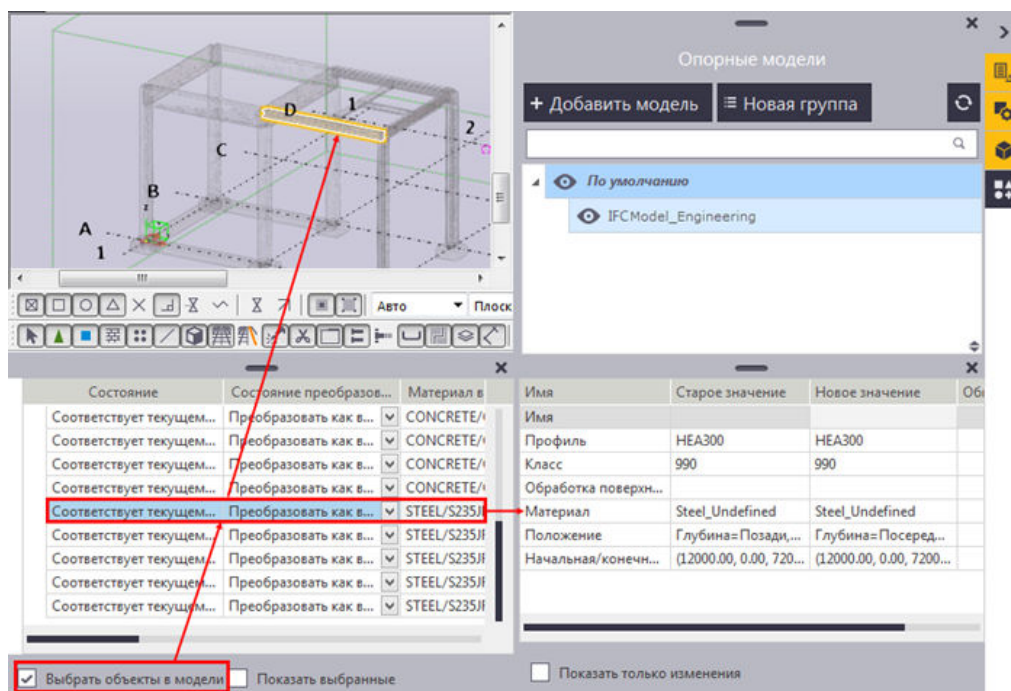 D
1
2
C
B
z
A
1
Авто
Плоск
Опорные модели
+ Добавить модель
Новая группа
По умолчанию
IFCModel_Engineering
Состояние Состояние преобразов... Материал в
Соответствует текущем... Преобразовать как в... CONCRETE/
Соответствует текущем... Преобразовать как в... CONCRETE/
Соответствует текущем... Преобразовать как в... CONCRETE/
Соответствует текущем... Преобразовать как в... CONCRETE/
Соответствует текущем... Преобразовать как в... STEEL/S235JR
Соответствует текущем... Преобразовать как в... STEEL/S235JR
Соответствует текущем... Преобразовать как в... STEEL/S235JR
Соответствует текущем... Преобразовать как в... STEEL/S235JR
Соответствует текущем... Преобразовать как в... STEEL/S235JR
Выбрать объекты в модели Показать выбранные
Имя Старое значение Новое значение
Имя
Профиль HEA300 HEA300
Класс 990 990
Обработка поверхн...
Материал Steel_Undefined Steel_Undefined
Положение Глубина=Позади,... Глубина=Посеред...
Начальная/конечн... (12000.00, 0.00, 720... (12000.00, 0.00, 7200...
Показать только изменения